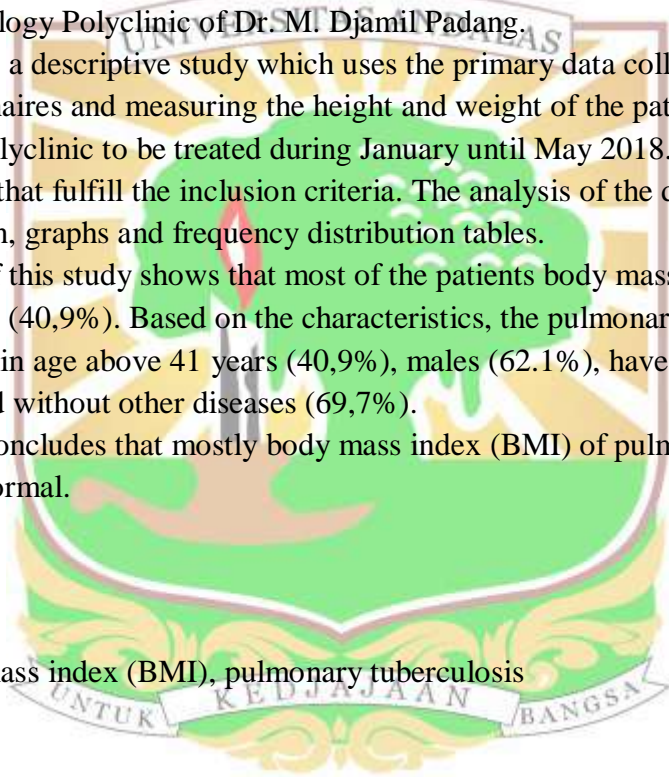 ology Polyclinic of Dr. M. Djamil Padang.
UNIVERSITAS ANDALAS
a descriptive study which uses the primary data coll
naires and measuring the height and weight of the pat
lyclinic to be treated during January until May 2018.
that fulfill the inclusion criteria. The analysis of the d
n, graphs and frequency distribution tables.
f this study shows that most of the patients body mass
(40,9%). Based on the characteristics, the pulmonar
in age above 41 years (40,9%), males (62.1%), have
d without other diseases (69,7%).
oncludes that mostly body mass index (BMI) of pulm
ormal.
ass index (BMI), pulmonary tuberculosis
UNTUK KEDJAJAAN BANGSA